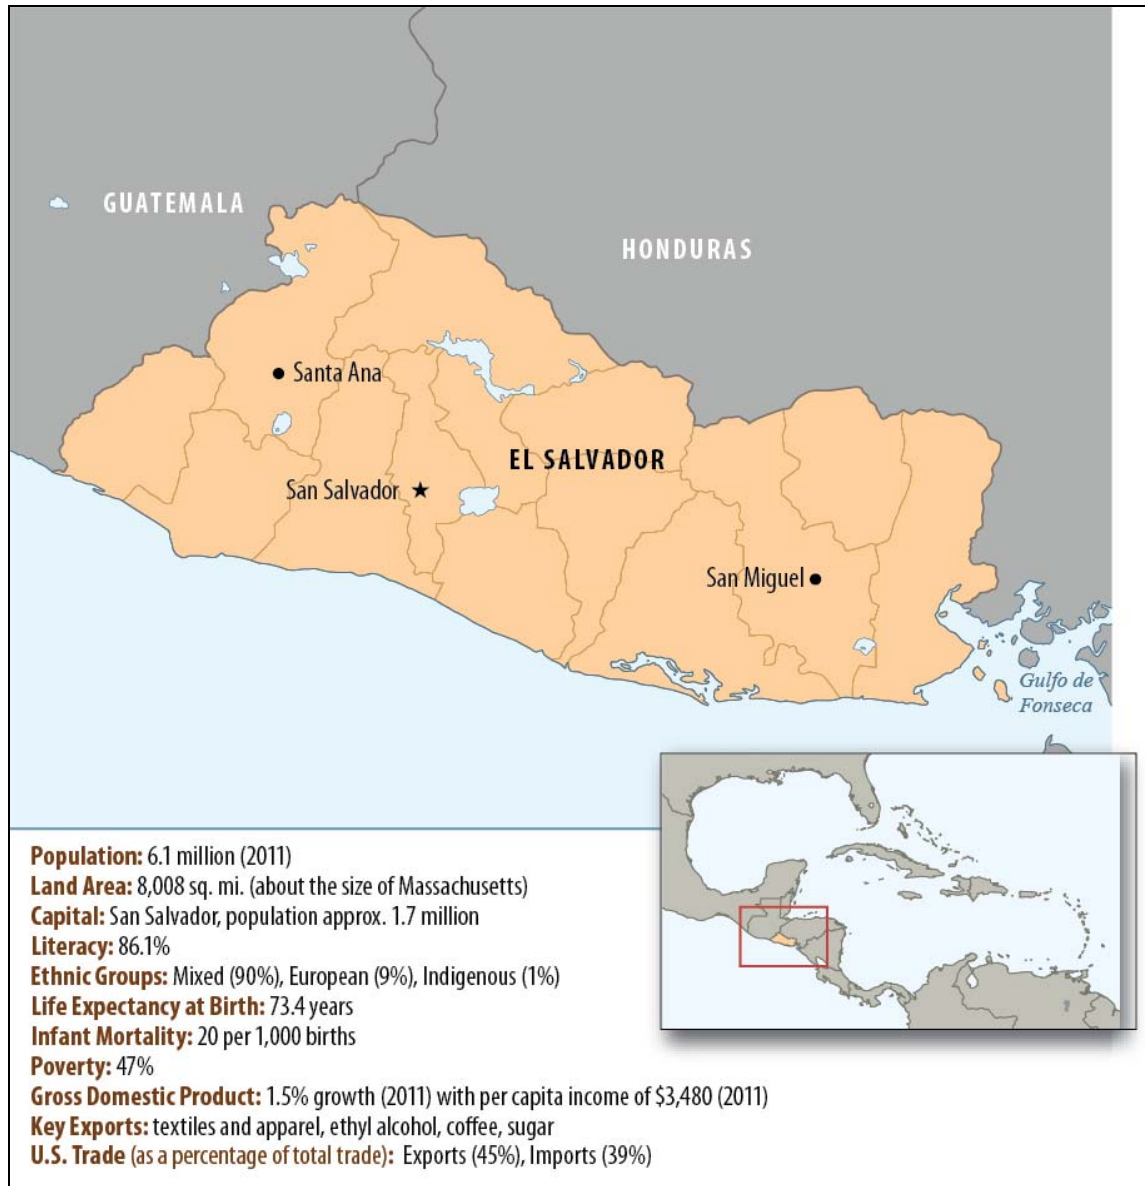 GUATEMALA
HONDURAS
Santa Ana
EL SALVADOR
San Salvador
San Miguel
Gulfo de
Fonseca
Population: 6.1 million (2011)
Land Area: 8,008 sq. mi. (about the size of Massachusetts)
Capital: San Salvador, population approx. 1.7 million
Literacy: 86.1%
Ethnic Groups: Mixed (90%), European (9%), Indigenous (1%)
Life Expectancy at Birth: 73.4 years
Infant Mortality: 20 per 1,000 births
Poverty: 47%
Gross Domestic Product: 1.5% growth (2011) with per capita income of $3,480 (2011)
Key Exports: textiles and apparel, ethyl alcohol, coffee, sugar
U.S. Trade (as a percentage of total trade): Exports (45%), Imports (39%)